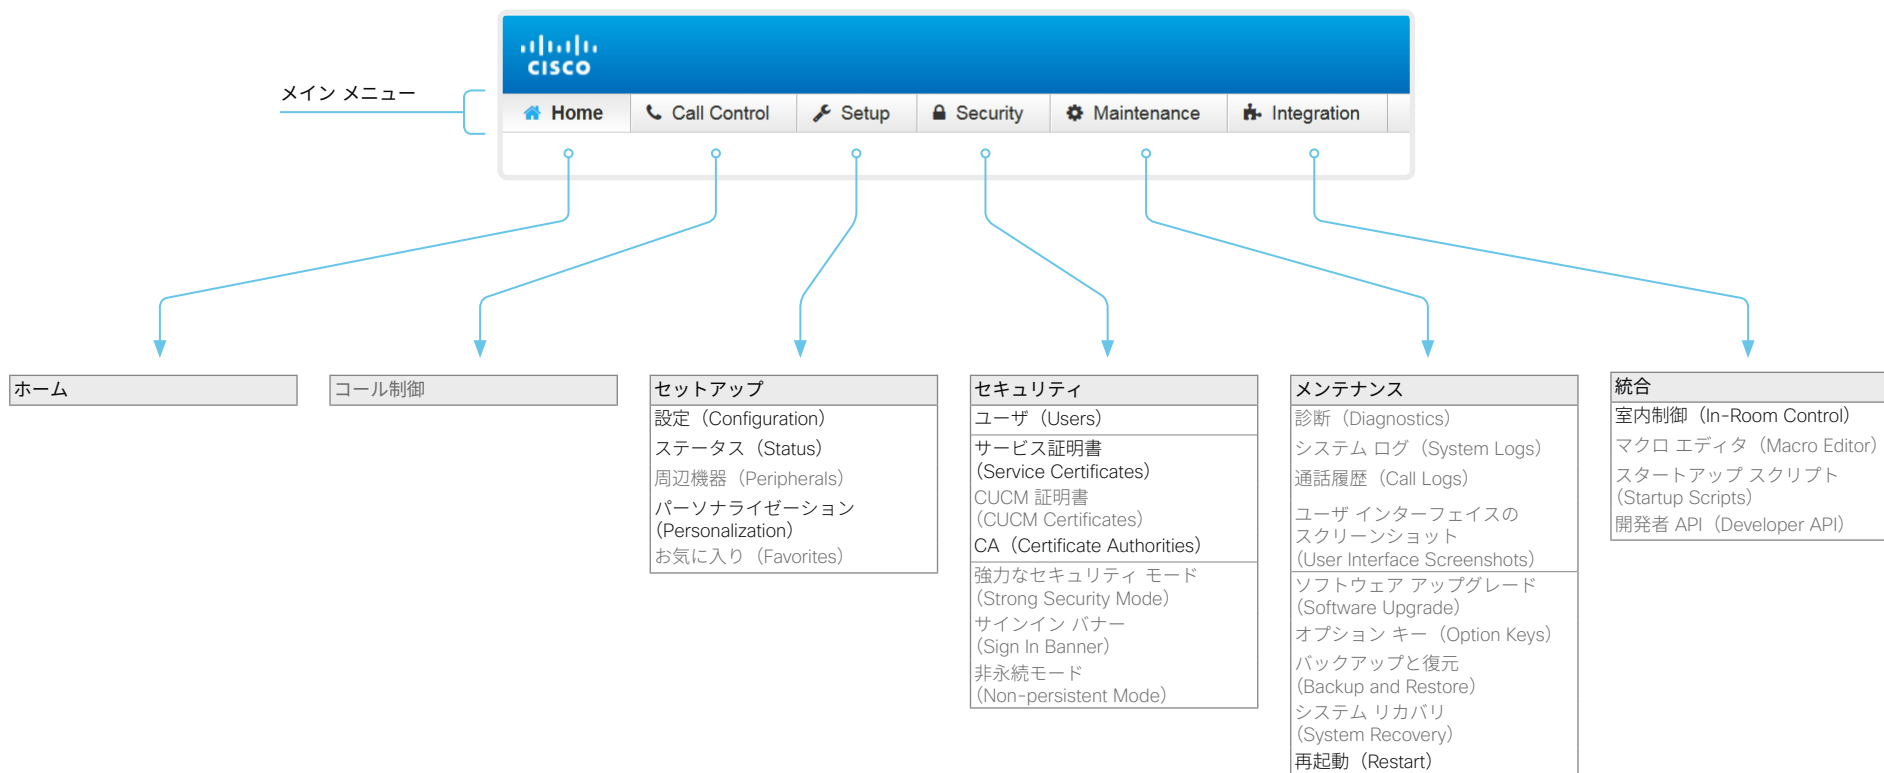 CISCO
メイン メニュー
Home
Call Control
Setup
Security
Maintenance
Integration
ホーム
コール制御
セットアップ
設定（Configuration）
ステータス（Status）
周辺機器（Peripherals）
パーソナライゼーション
（Personalization）
お気に入り（Favorites）
セキュリティ
ユーザ（Users）
サービス証明書
（Service Certificates）
CUCM 証明書
（CUCM Certificates）
CA（Certificate Authorities）
強力なセキュリティ モード
（Strong Security Mode）
サインイン バナー
（Sign In Banner）
非永続モード
（Non-persistent Mode）
メンテナンス
診断（Diagnostics）
システム ログ（System Logs）
通話履歴（Call Logs）
ユーザ インターフェイスの
スクリーンショット
（User Interface Screenshots）
ソフトウェア アップグレード
（Software Upgrade）
オプション キー（Option Keys）
バックアップと復元
（Backup and Restore）
システム リカバリ
（System Recovery）
再起動（Restart）
統合
室内制御（In-Room Control）
マクロ エディタ（Macro Editor）
スタートアップ スクリプト
（Startup Scripts）
開発者 API（Developer API）